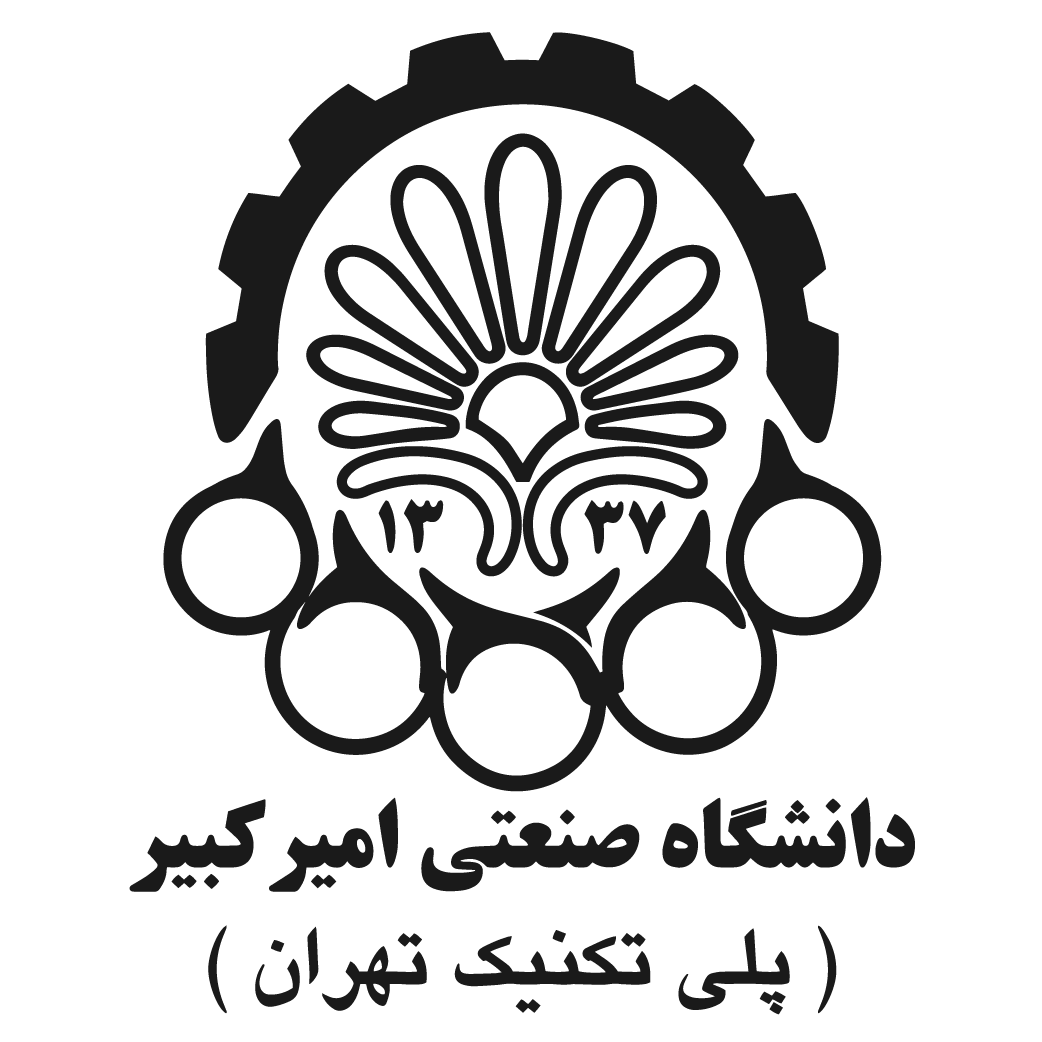 ۱۳ ۳۷
دانشگاه صنعتی امیرکبیر
( پلی تکنیک تهران )